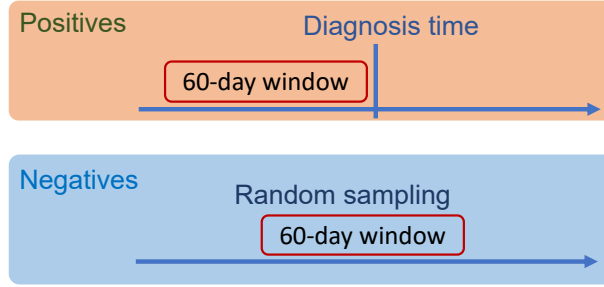 Positives
Diagnosis time
60-day window
Negatives
Random sampling
60-day window